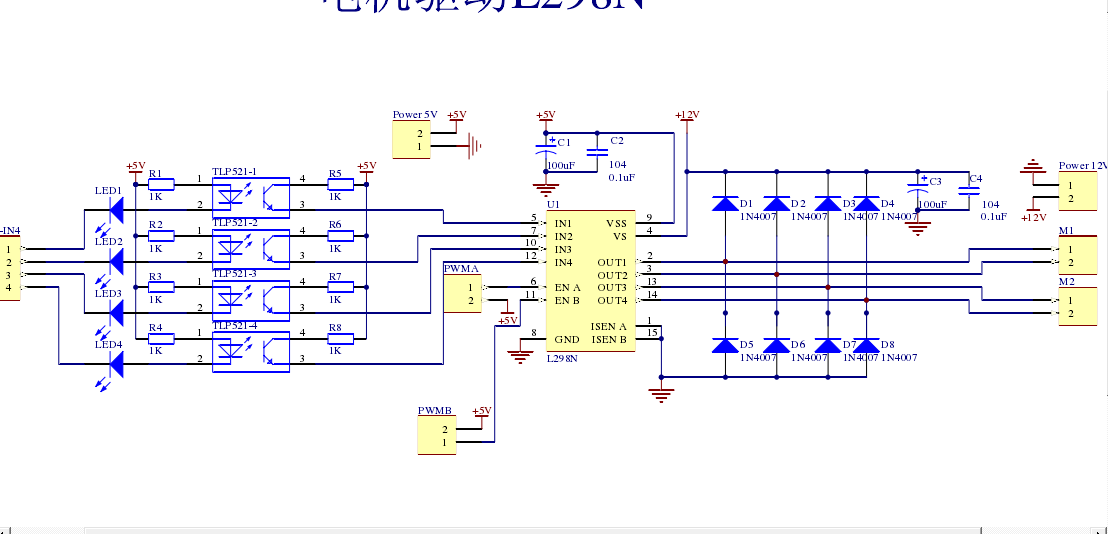 电机驱动L298N
Power 5V
+5V
2
1
+5V
C1
100uF
C2
104
0.1uF
+12V
Power 12V
1
2
+12V
C3
100uF
C4
104
0.1uF
+5V
+5V
R1
1K
TLP521-1
1
2
4
3
R5
1K
LED1
R2
1K
TLP521-2
1
2
4
3
R6
1K
LED2
R3
1K
TLP521-3
1
2
4
3
R7
1K
LED3
R4
1K
TLP521-4
1
2
4
3
R8
1K
LED4
-IN4
1
2
3
4
PWMA
1
2
+5V
PWMB
2
1
+5V
U1
5 IN1
7 IN2
10 IN3
12 IN4
6 EN A
11 EN B
8 GND
VSS 9
VS 4
OUT1 2
OUT2 3
OUT3 13
OUT4 14
ISEN A 1
ISEN B 15
L298N
D1
1N4007
D2
1N4007
D3
1N4007
D4
1N4007
D5
1N4007
D6
1N4007
D7
1N4007
D8
1N4007
M1
1
2
M2
1
2